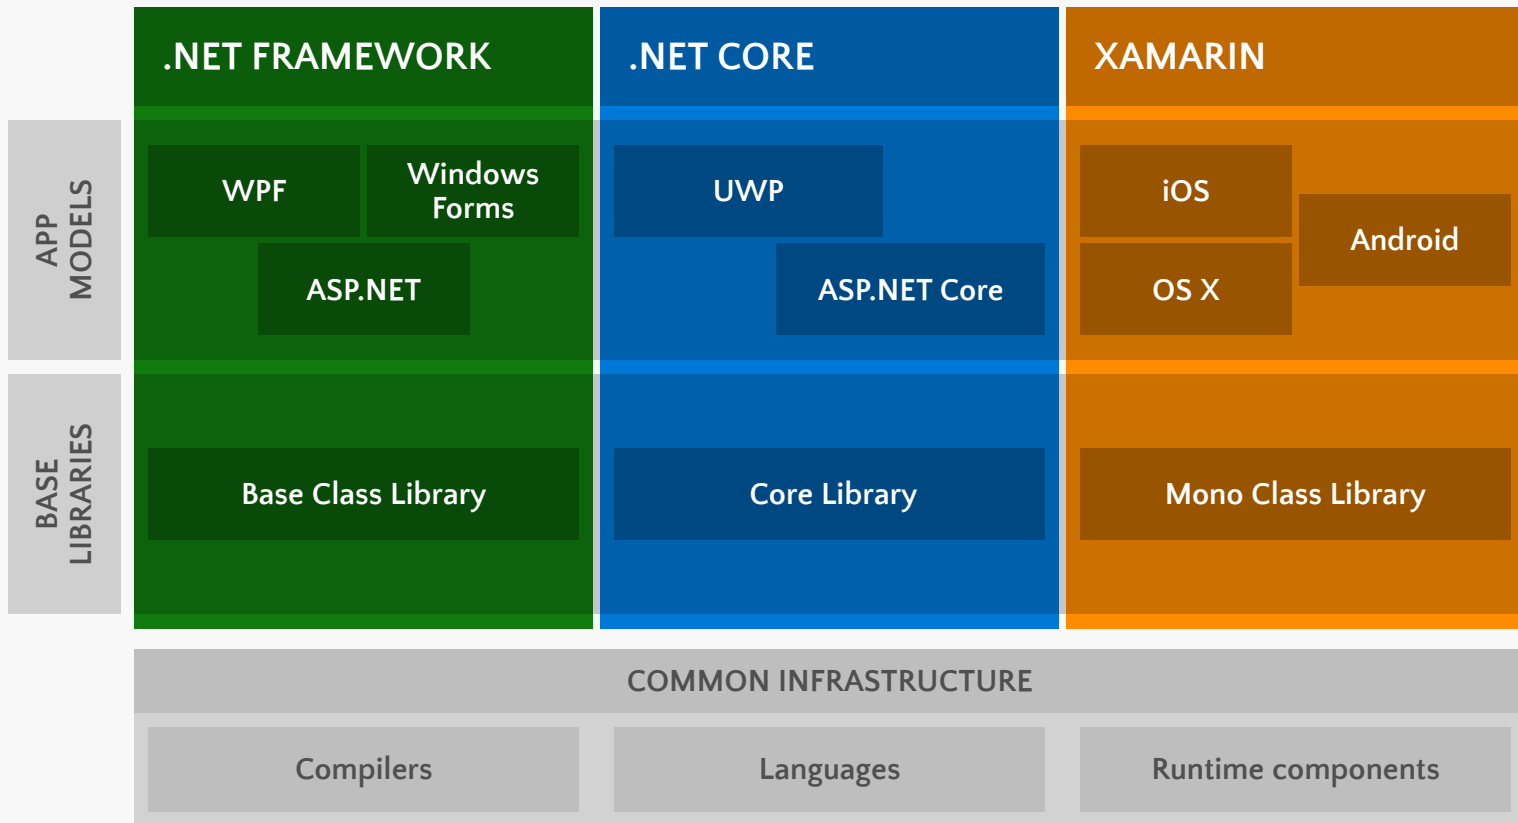 .NET FRAMEWORK
.NET CORE
XAMARIN
APP
MODELS
WPF
Windows
Forms
ASP.NET
UWP
ASP.NET Core
iOS
Android
OS X
BASE
LIBRARIES
Base Class Library
Core Library
Mono Class Library
COMMON INFRASTRUCTURE
Compilers
Languages
Runtime components